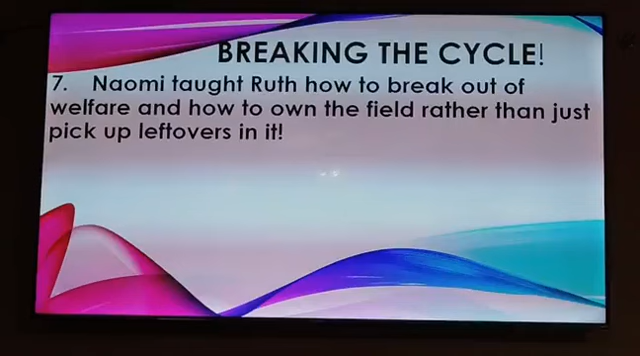 BREAKING THE CYCLE!
7. Naomi taught Ruth how to break out of
welfare and how to own the field rather than just
pick up leftovers in it!